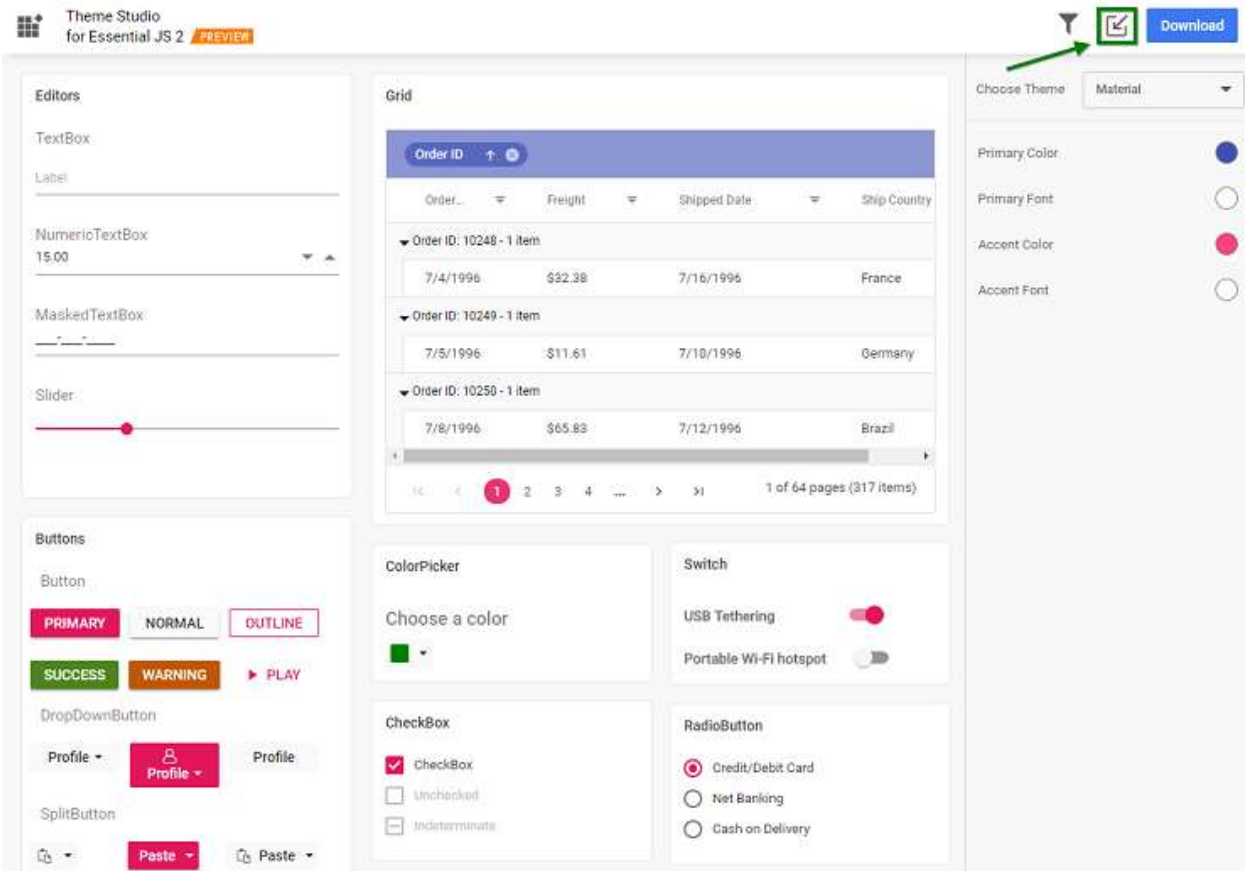 Theme Studio
for Essential JS 2 PREVIEW
Download
Editors
TextBox
Label
NumericTextBox
15.00
MaskedTextBox
___-___-____
Slider
Buttons
Button
PRIMARY NORMAL OUTLINE
SUCCESS WARNING PLAY
DropDownButton
Profile Profile Profile
SplitButton
Paste Paste
Grid
Order ID
Order... Freight Shipped Date Ship Country
Order ID: 10248 - 1 item
7/4/1996 $32.38 7/16/1996 France
Order ID: 10249 - 1 item
7/5/1996 $11.61 7/10/1996 Germany
Order ID: 10250 - 1 item
7/8/1996 $65.83 7/12/1996 Brazil
1 2 3 4 ... 1 of 64 pages (317 items)
ColorPicker
Choose a color
Switch
USB Tethering
Portable Wi-Fi hotspot
CheckBox
CheckBox
Unchecked
Indeterminate
RadioButton
Credit/Debit Card
Net Banking
Cash on Delivery
Choose Theme Material
Primary Color
Primary Font
Accent Color
Accent Font